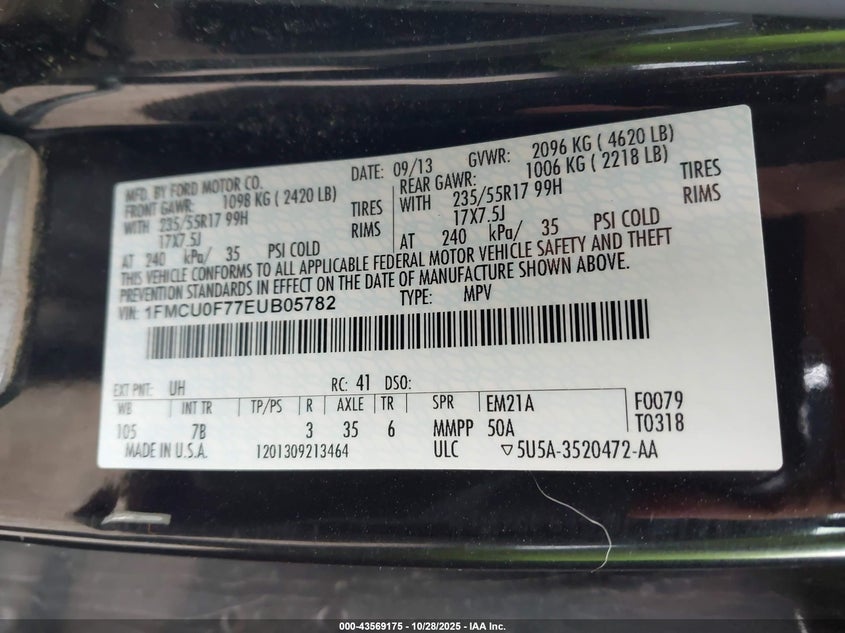 MFD. BY FORD MOTOR CO.
DATE: 09/13 GVWR: 2096 KG ( 4620 LB)
FRONT GAWR: 1098 KG ( 2420 LB)
WITH 235/55R17 99H TIRES
17X7.5J RIMS
AT 240 kPa/ 35 PSI COLD
REAR GAWR: 1006 KG ( 2218 LB)
WITH 235/55R17 99H TIRES
17X7.5J RIMS
AT 240 kPa/ 35 PSI COLD
THIS VEHICLE CONFORMS TO ALL APPLICABLE FEDERAL MOTOR VEHICLE SAFETY AND THEFT
PREVENTION STANDARDS IN EFFECT ON THE DATE OF MANUFACTURE SHOWN ABOVE.
VIN: 1FMCU0F77EUB05782 TYPE: MPV
EXT PNT: UH RC: 41 DSO:
WB INT TR TP/PS R AXLE TR SPR EM21A F0079
105 7B 3 35 6 MMPP 50A T0318
MADE IN U.S.A. 1201309213464 ULC ▽5U5A-3520472-AA
000-43569175 | 10/28/2025 - IAA Inc.